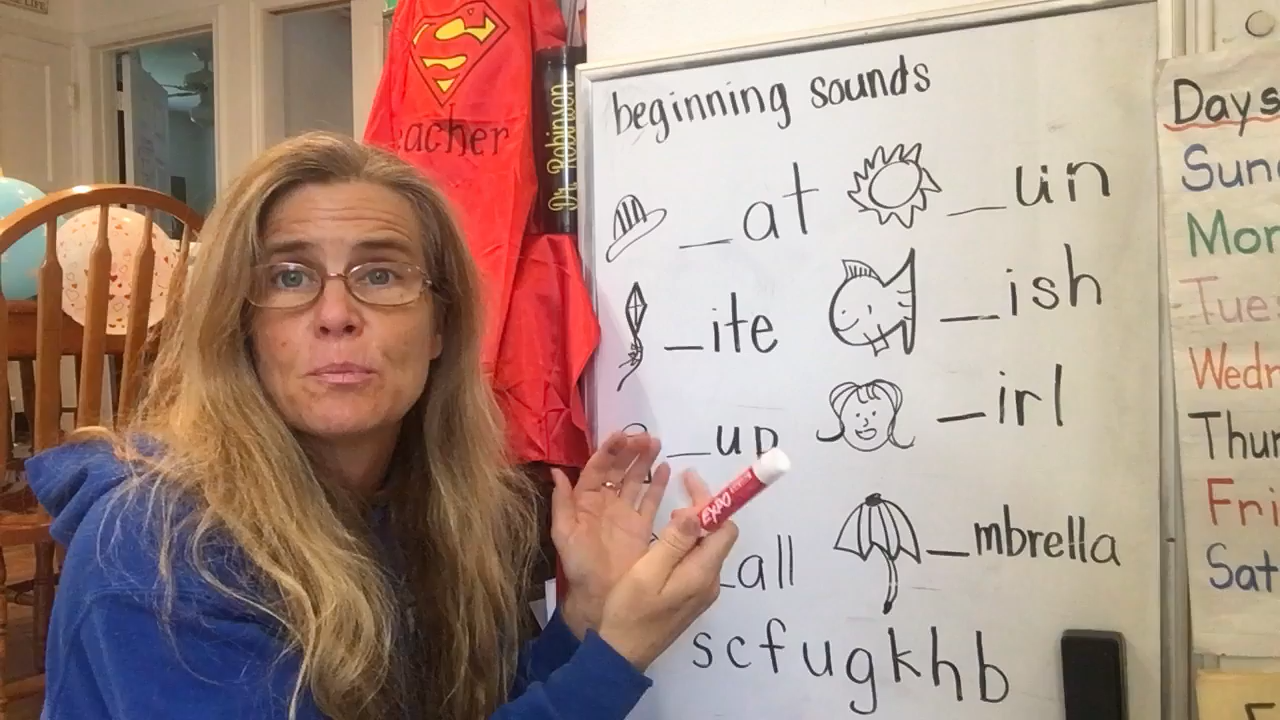 beginning sounds
_at
_un
_ite
_ish
_up
_irl
_all
_mbrella
scfugkhb
S
eacher
Dr. Robinson
EXPO
Days
Sun
Mon
Tue
Wedn
Thur
Fri
Sat